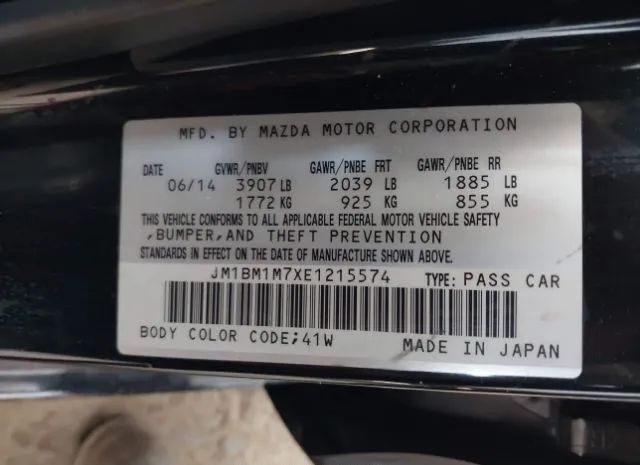 MFD. BY MAZDA MOTOR CORPORATION
DATE GVWR/PNBV GAWR/PNBE FRT GAWR/PNBE RR
06/14 3907 LB 2039 LB 1885 LB
1772 KG 925 KG 855 KG
THIS VEHICLE CONFORMS TO ALL APPLICABLE FEDERAL MOTOR VEHICLE SAFETY
,BUMPER,AND THEFT PREVENTION
STANDARDS IN EFFECT ON THE DATE OF MANUFACTURE SHOWN ABOVE.
JM1BM1M7XE1215574 TYPE: PASS CAR
BODY COLOR CODE;41W MADE IN JAPAN